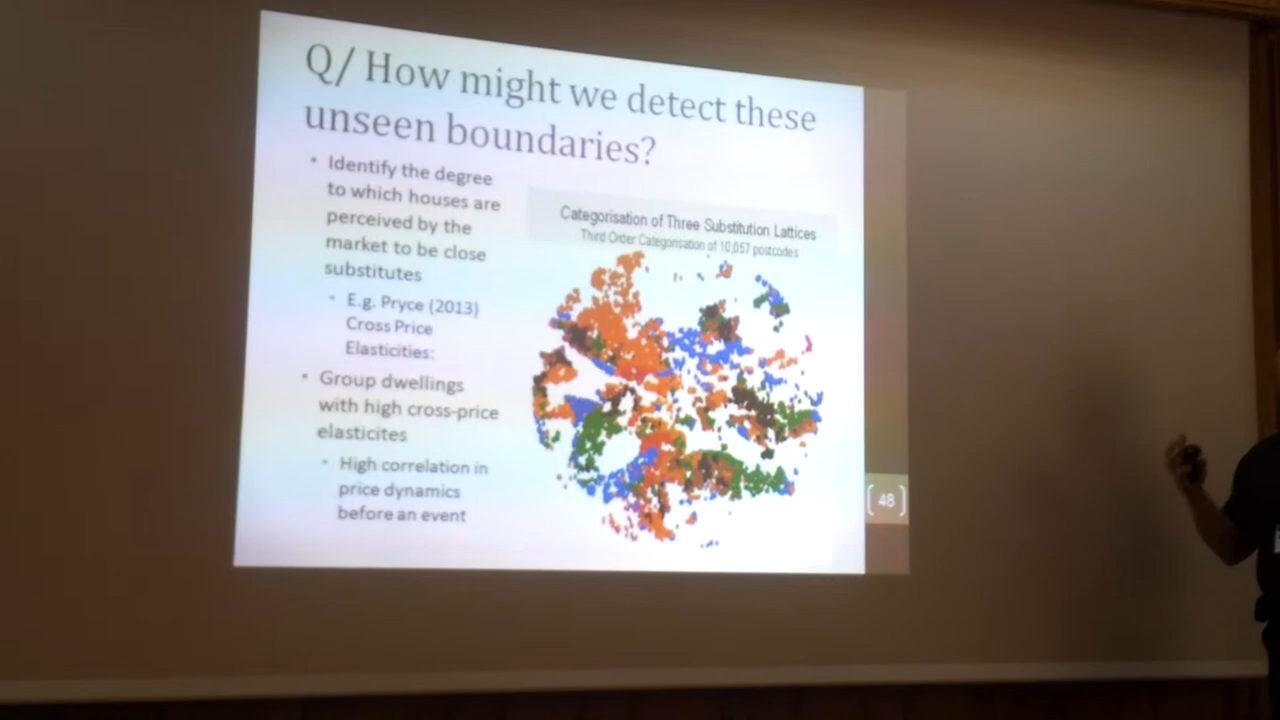 Q/ How might we detect these
unseen boundaries?
• Identify the degree
to which houses are
perceived by the
market to be close
substitutes
• E.g. Pryce (2013)
Cross Price
Elasticities:
• Group dwellings
with high cross-price
elasticites
• High correlation in
price dynamics
before an event
Categorisation of Three Substitution Lattices
Third Order Categorisation of 10,057 postcodes
48